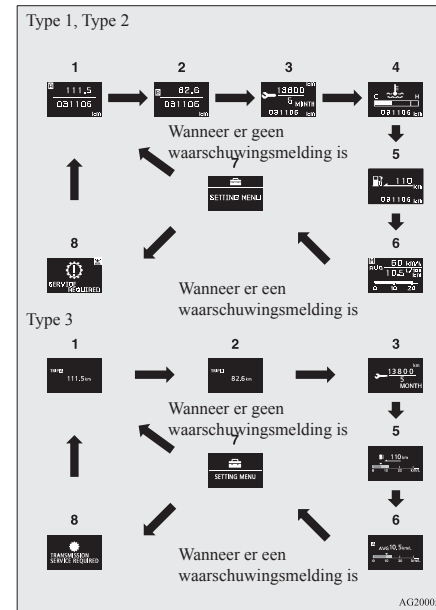 Type 1, Type 2
1
2
3
4
111.5
031106 km
82.6
031106 km
km
13800
6 MONTH
031106 km
C H
031106 km
Wanneer er geen
waarschuwingsmelding is
5
110 km
031106 km
7
SETTING MENU
8
SERVICE
REQUIRED
6
AVG 60 km/h
0 10 20
Wanneer er een
waarschuwingsmelding is
Type 3
1
2
3
TRIP
111.5 km
TRIP
82.6 km
km
13800
5
MONTH
Wanneer er geen
waarschuwingsmelding is
5
110 km
7
SETTING MENU
8
TRANSMISSION
SERVICE REQUIRED
6
AVG 10.5
Wanneer er een
waarschuwingsmelding is